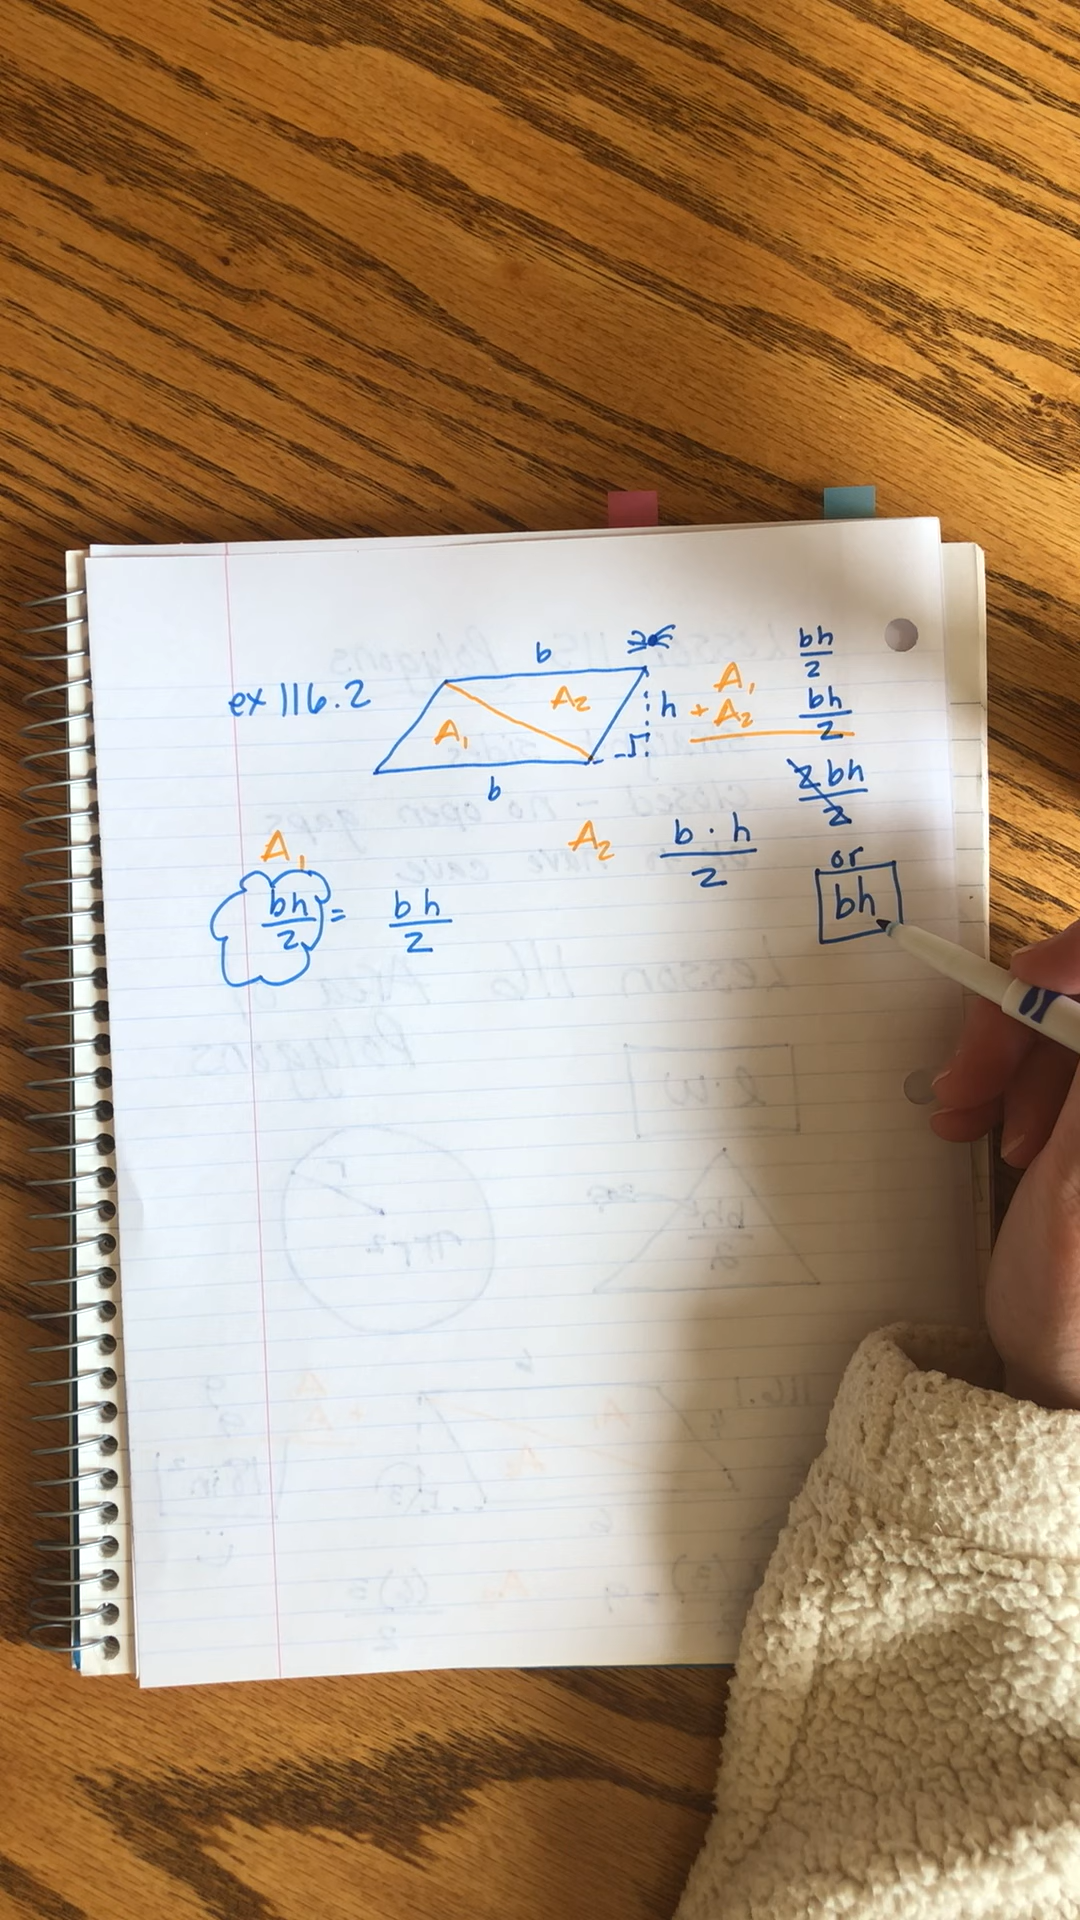 ex 116.2
b
A₁
A₂
h
b
A₁ bh/2
+ A₂ bh/2
2bh/2
or
bh
A₁
bh/2 = bh/2
A₂ b · h/2